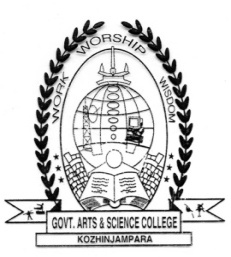 WORK WORSHIP WISDOM
GOVT. ARTS & SCIENCE COLLEGE
KOZHINJAMPARA